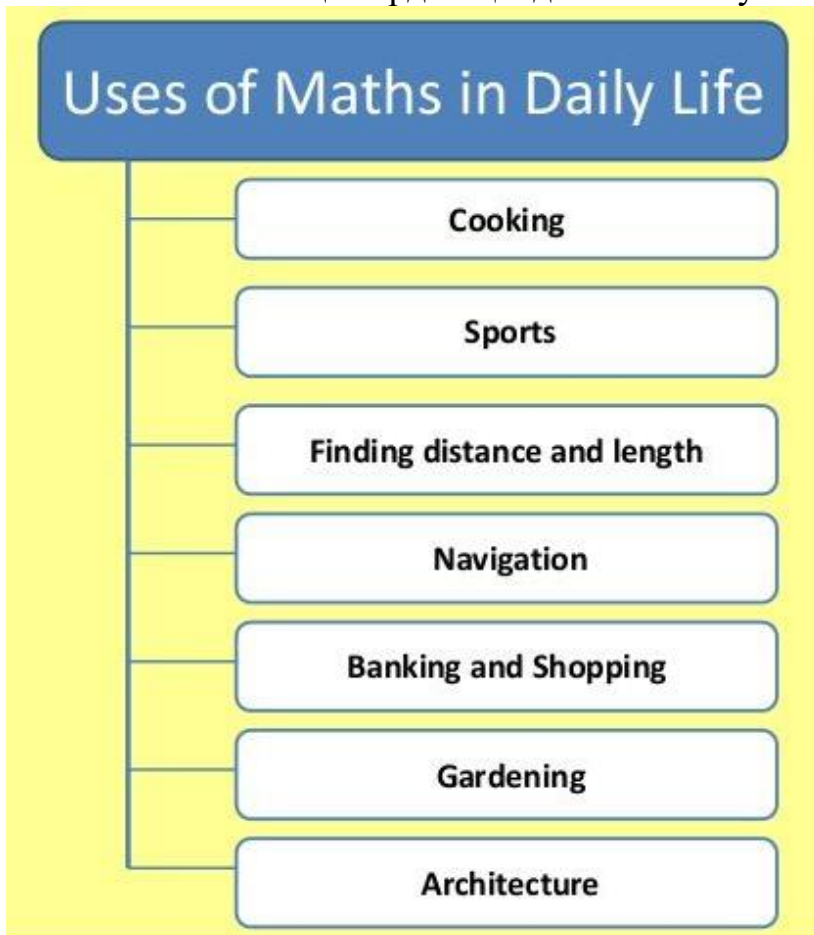 Uses of Maths in Daily Life
Cooking
Sports
Finding distance and length
Navigation
Banking and Shopping
Gardening
Architecture